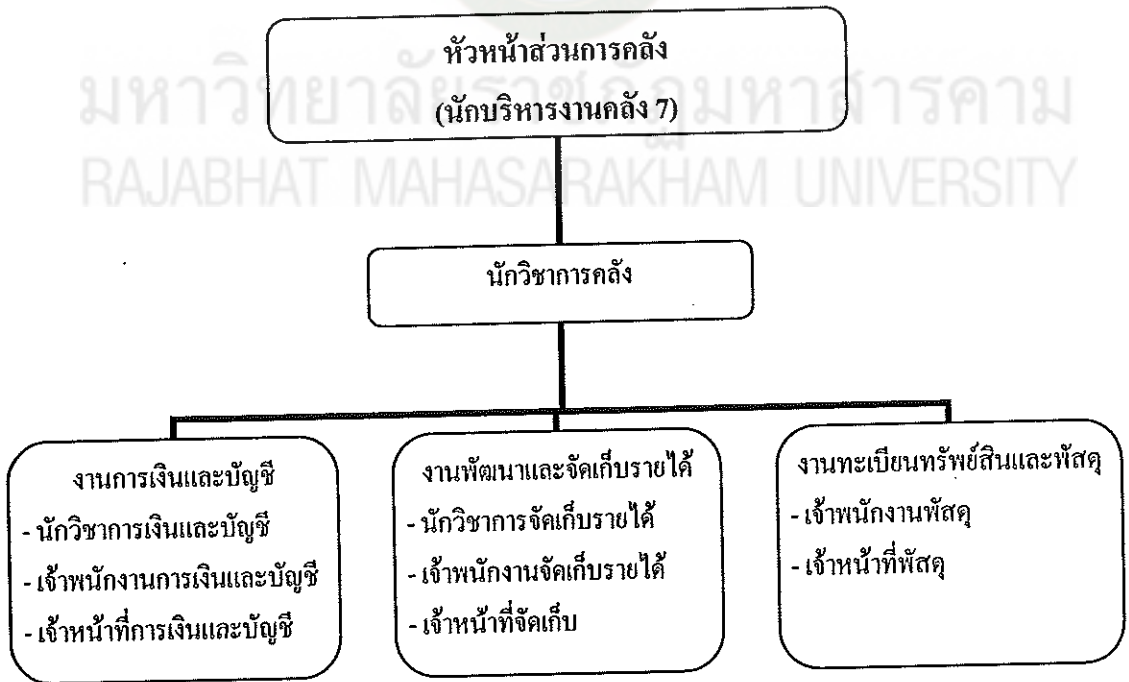 หัวหน้าส่วนการคลัง
(นักบริหารงานคลัง 7)
มหาวิทยาลัยราชภัฏมหาสารคาม
RAJABHAT MAHASARAKHAM UNIVERSITY
นักวิชาการคลัง
งานการเงินและบัญชี
- นักวิชาการเงินและบัญชี
- เจ้าพนักงานการเงินและบัญชี
- เจ้าหน้าที่การเงินและบัญชี
งานพัฒนาและจัดเก็บรายได้
- นักวิชาการจัดเก็บรายได้
- เจ้าพนักงานจัดเก็บรายได้
- เจ้าหน้าที่จัดเก็บ
งานทะเบียนทรัพย์สินและพัสดุ
- เจ้าพนักงานพัสดุ
- เจ้าหน้าที่พัสดุ